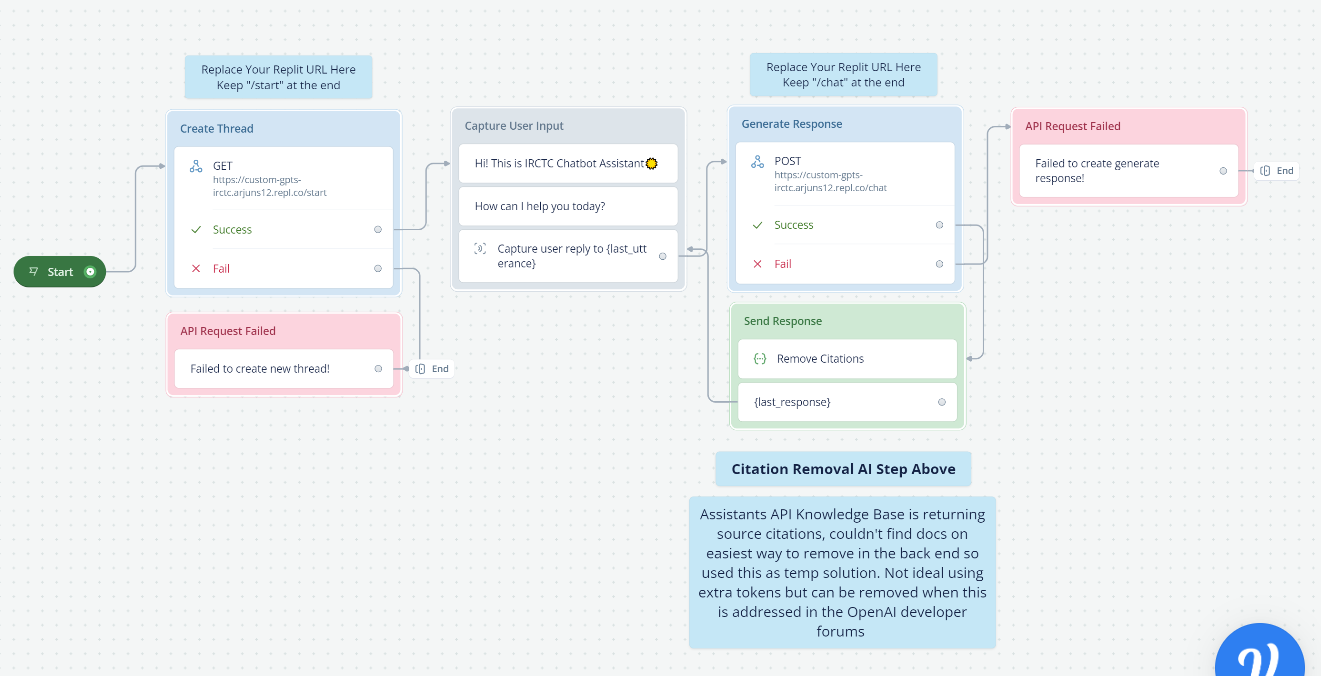 Replace Your Replit URL Here
Keep "/start" at the end
Create Thread
GET
https://custom-gpts-
irctc.arjuns12.repl.co/start
Success
Fail
Start
API Request Failed
Failed to create new thread!
End
Capture User Input
Hi! This is IRCTC Chatbot Assistant
How can I help you today?
Capture user reply to {last_utt
erance}
Replace Your Replit URL Here
Keep "/chat" at the end
Generate Response
POST
https://custom-gpts-
irctc.arjuns12.repl.co/chat
Success
Fail
Send Response
Remove Citations
{last_response}
Citation Removal AI Step Above
Assistants API Knowledge Base is returning
source citations, couldn't find docs on
easiest way to remove in the back end so
used this as temp solution. Not ideal using
extra tokens but can be removed when this
is addressed in the OpenAI developer
forums
API Request Failed
Failed to create generate
response!
End